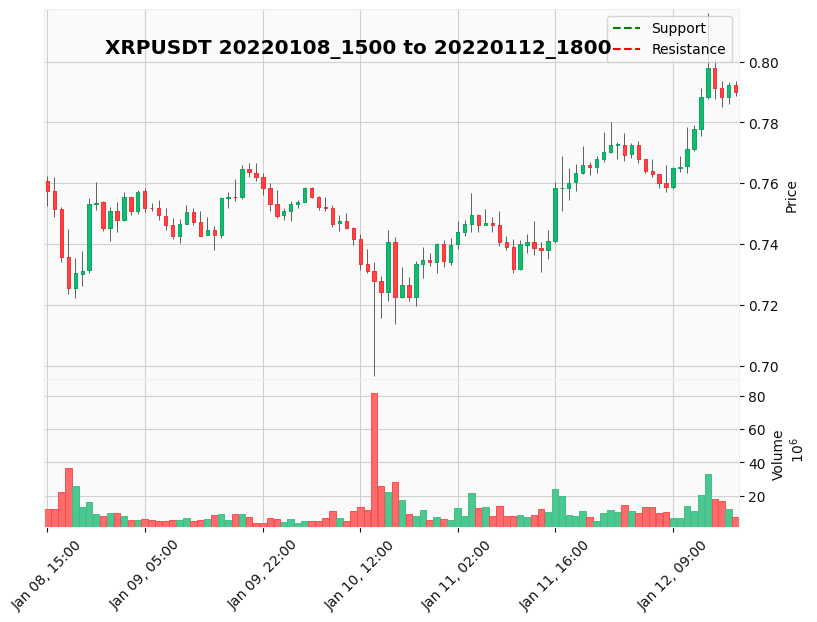 XRPUSDT 20220108_1500 to 20220112_1800
Support
Resistance
0.80
0.78
0.76
0.74
0.72
0.70
Price
80
60
40
20
Volume
10^6
Jan 08, 15:00
Jan 09, 05:00
Jan 09, 22:00
Jan 10, 12:00
Jan 11, 02:00
Jan 11, 16:00
Jan 12, 09:00